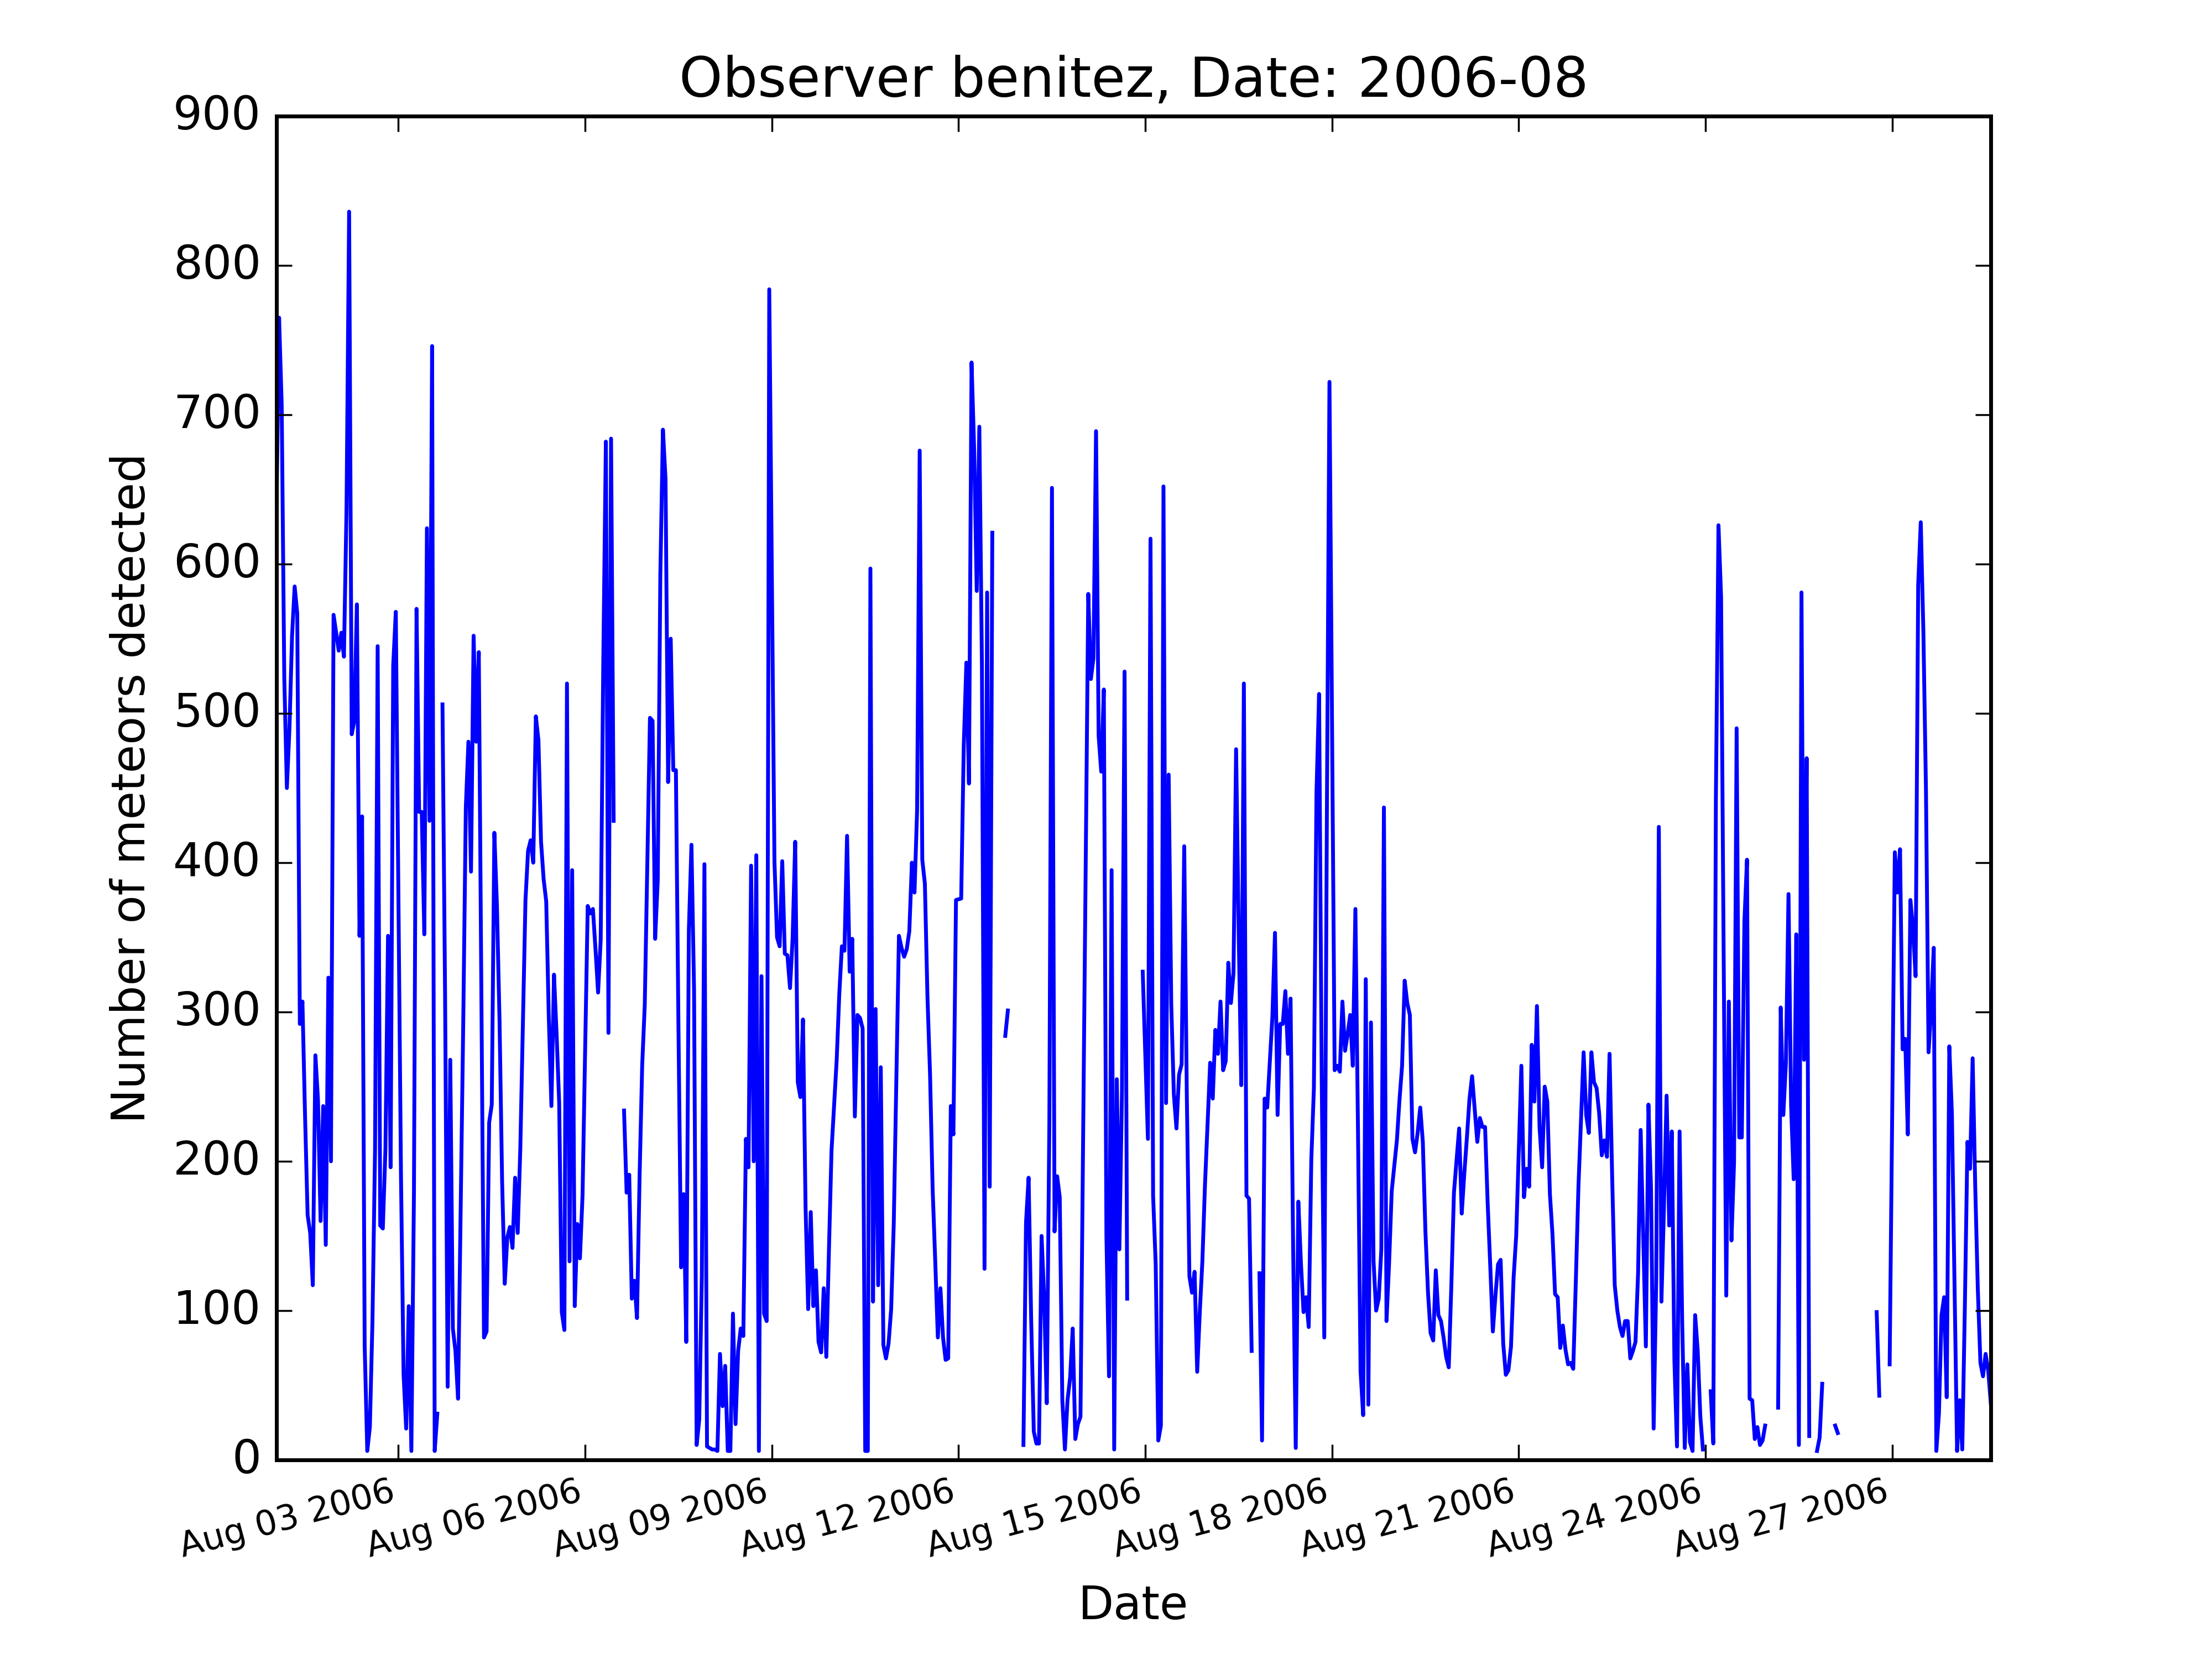 Observer benitez, Date: 2006-08
900
800
700
600
500
400
300
200
100
0
Number of meteors detected
Aug 03 2006
Aug 06 2006
Aug 09 2006
Aug 12 2006
Aug 15 2006
Aug 18 2006
Aug 21 2006
Aug 24 2006
Aug 27 2006
Date